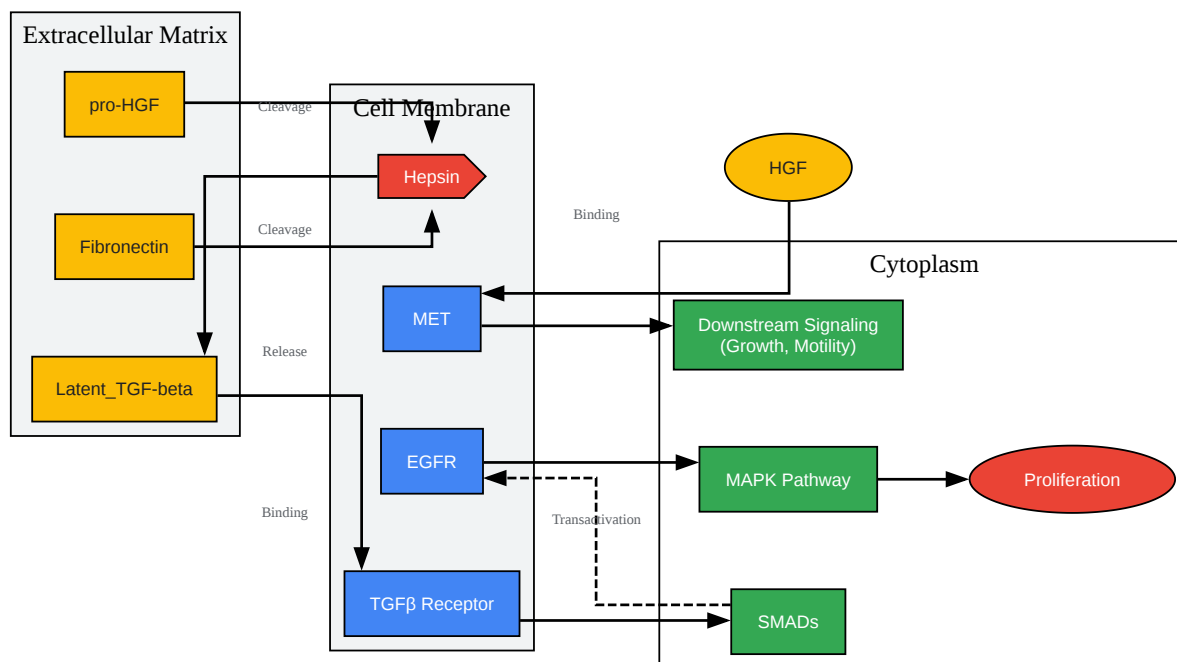 Extracellular Matrix
pro-HGF
Cleavage
Cell Membrane
Hepsin
HGF
Binding
Fibronectin
Cleavage
Cytoplasm
MET
Downstream Signaling
(Growth, Motility)
Release
Latent_TGF-beta
EGFR
MAPK Pathway
Proliferation
Binding
Transactivation
TGFβ Receptor
SMADs